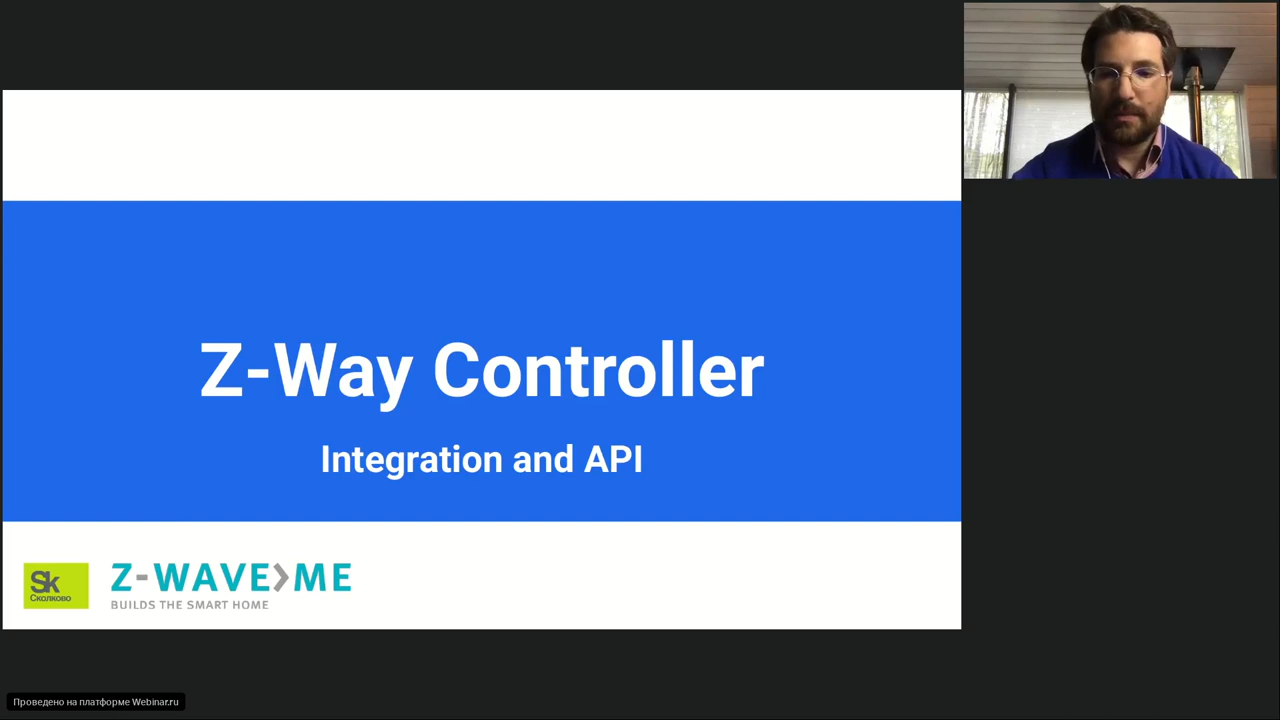 Z-Way Controller
Integration and API
Sk
Сколково
Z-WAVE>ME
BUILDS THE SMART HOME
Проведено на платформе Webinar.ru